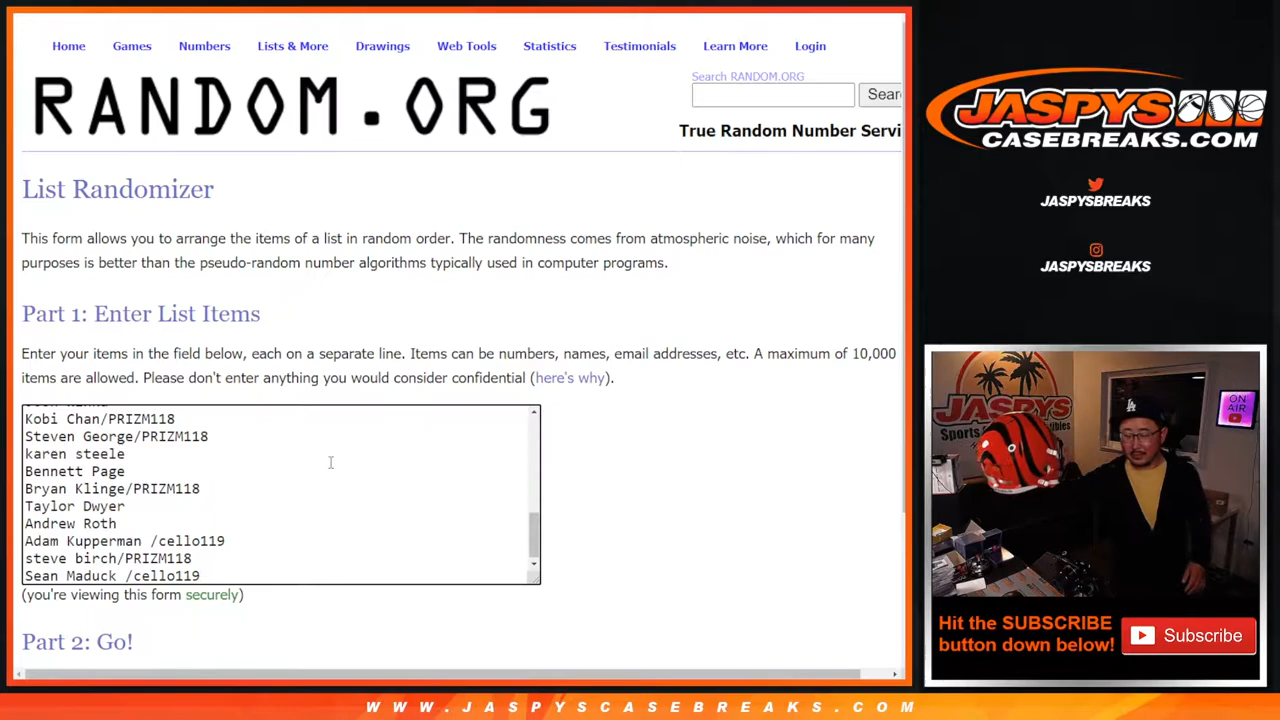 Home Games Numbers Lists & More Drawings Web Tools Statistics Testimonials Learn More Login
RANDOM.ORG
Search RANDOM.ORG
Sear
True Random Number Servi
List Randomizer
This form allows you to arrange the items of a list in random order. The randomness comes from atmospheric noise, which for many
purposes is better than the pseudo-random number algorithms typically used in computer programs.
Part 1: Enter List Items
Enter your items in the field below, each on a separate line. Items can be numbers, names, email addresses, etc. A maximum of 10,000
items are allowed. Please don't enter anything you would consider confidential (here's why).
Kobi Chan/PRIZM118
Steven George/PRIZM118
karen steele
Bennett Page
Bryan Klinge/PRIZM118
Taylor Dwyer
Andrew Roth
Adam Kupperman /cello119
steve birch/PRIZM118
Sean Maduck /cello119
(you're viewing this form securely)
Part 2: Go!
JASPYS
CASEBREAKS.COM
JASPYSBREAKS
JASPYSBREAKS
JASPYS
ON
AIR
LA
Hit the SUBSCRIBE
button down below!
Subscribe
WWW.JASPYSCASEBREAKS.COM